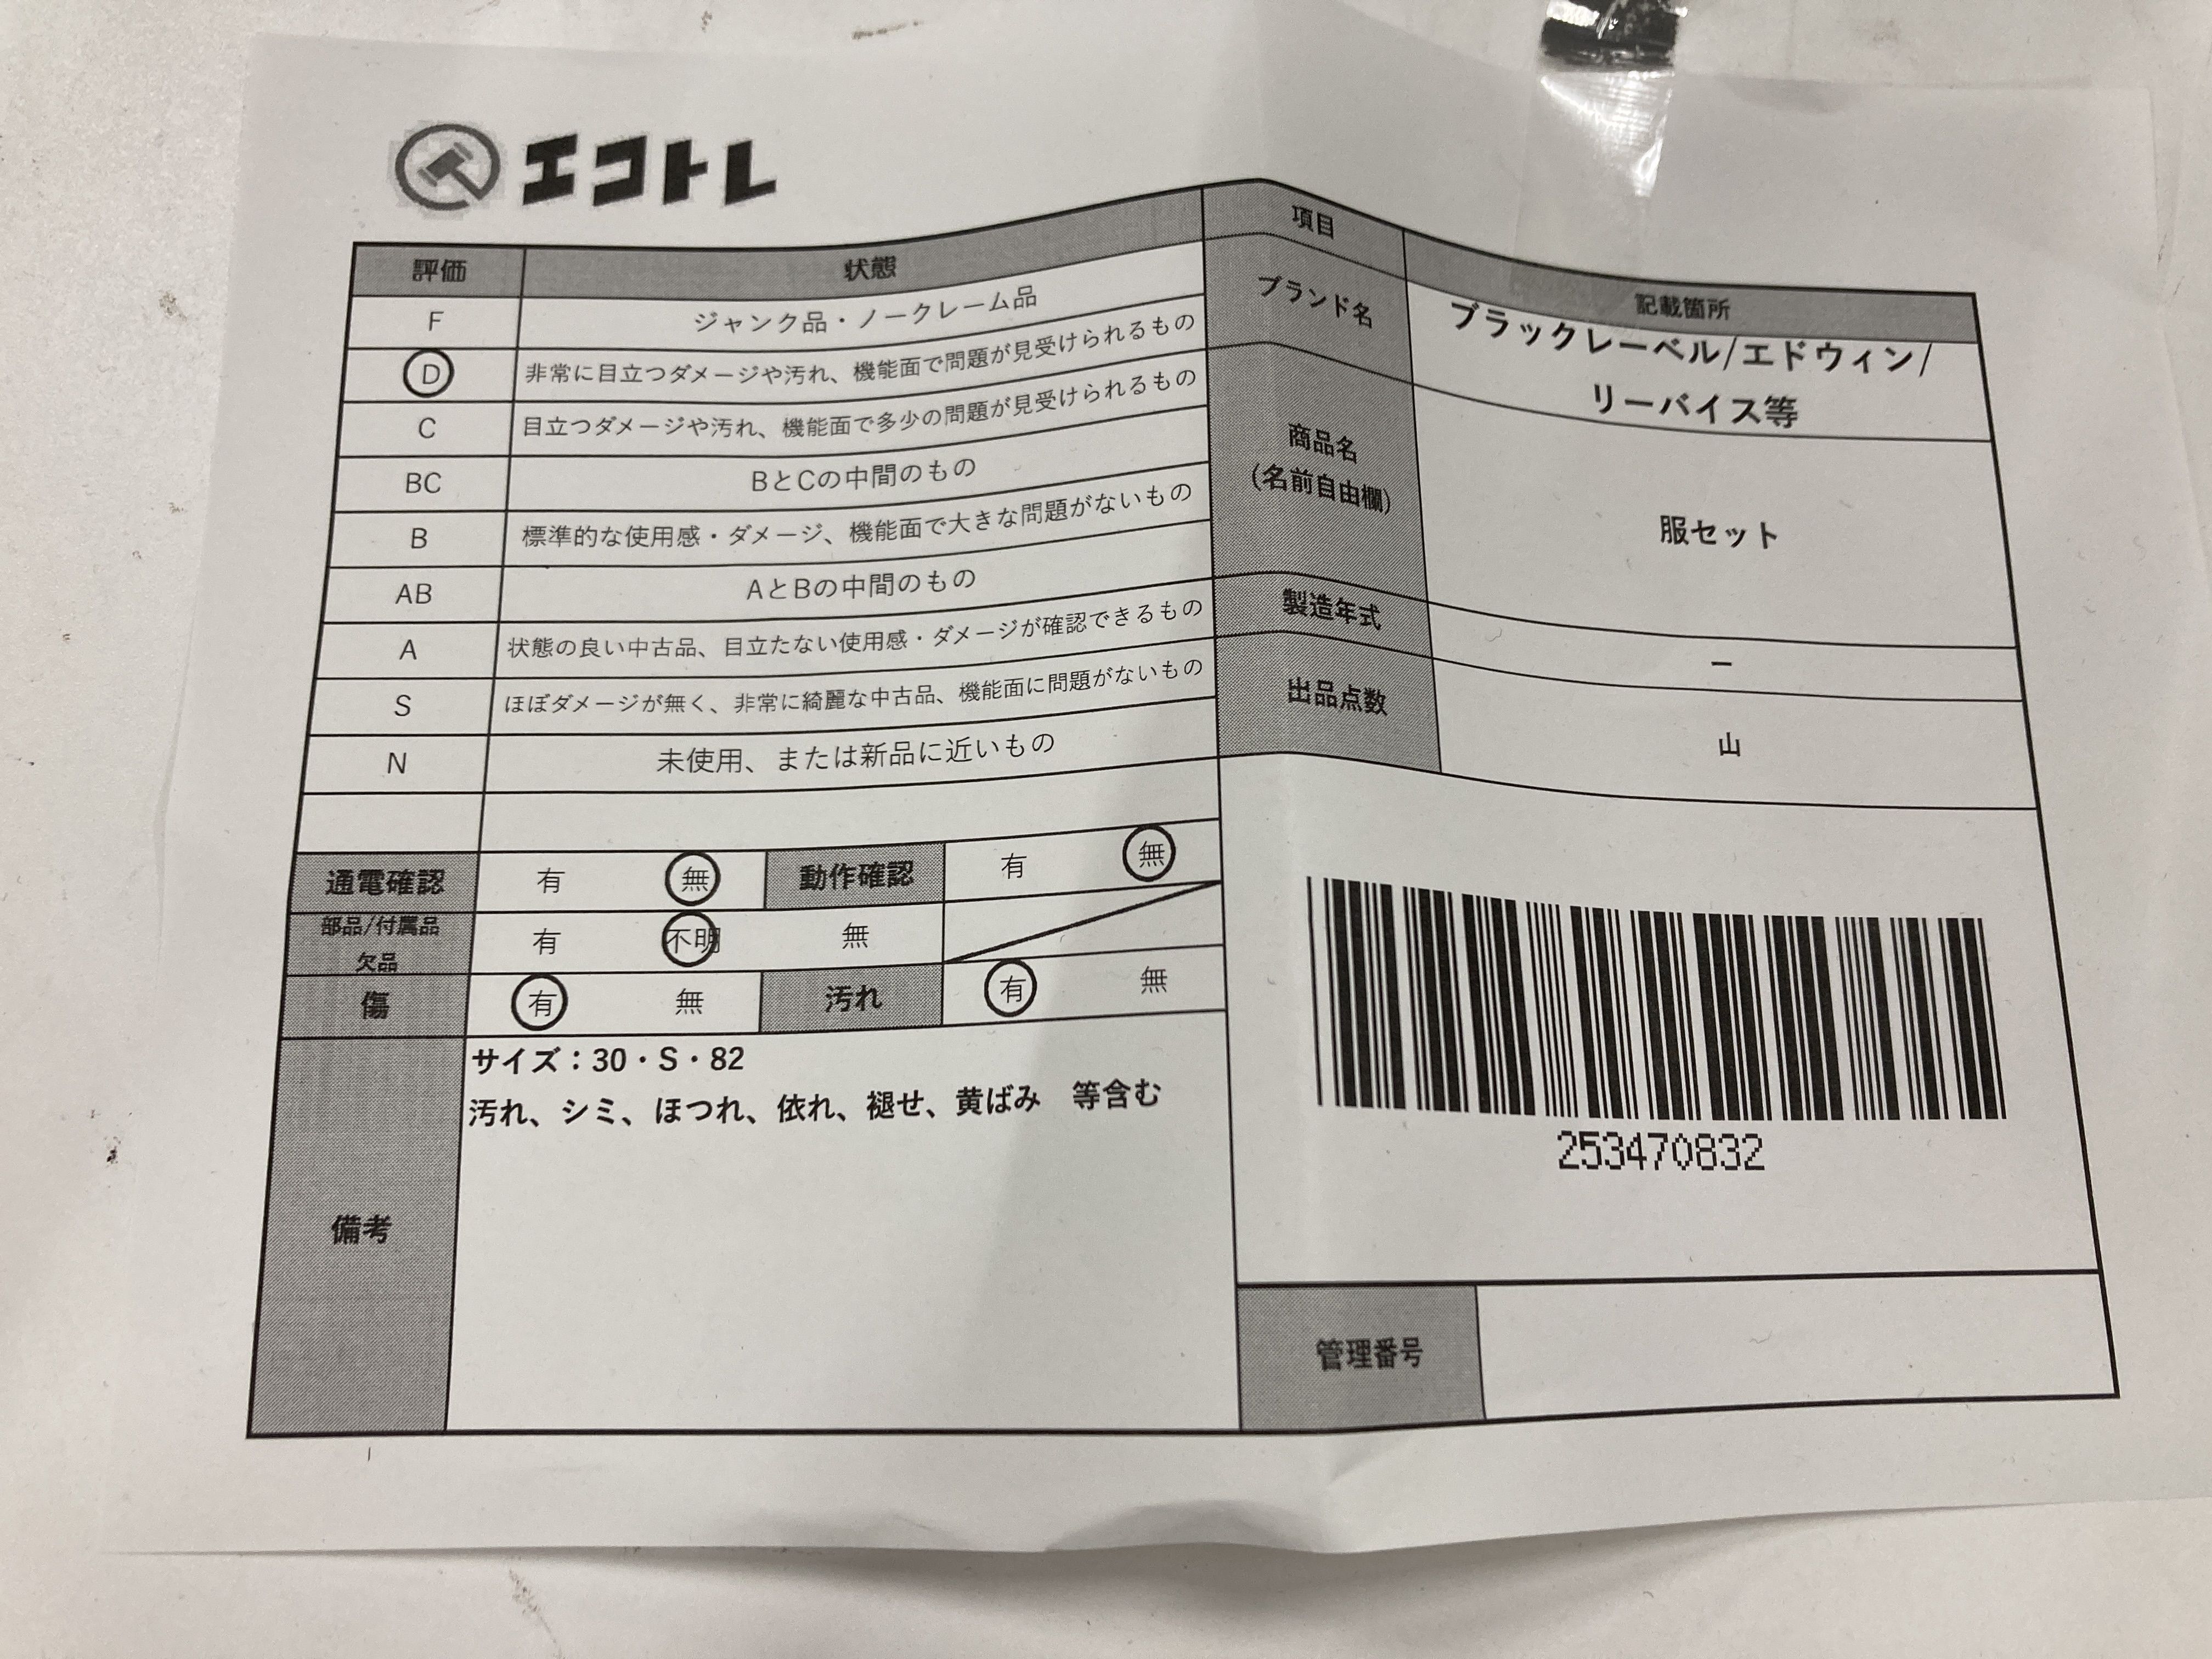 エコトレ
評価 状態
F ジャンク品・ノークレーム品
D 非常に目立つダメージや汚れ、機能面で問題が見受けられるもの
C 目立つダメージや汚れ、機能面で多少の問題が見受けられるもの
BC BとCの中間のもの
B 標準的な使用感・ダメージ、機能面で大きな問題がないもの
AB AとBの中間のもの
A 状態の良い中古品、目立たない使用感・ダメージが確認できるもの
S ほぼダメージが無く、非常に綺麗な中古品、機能面に問題がないもの
N 未使用、または新品に近いもの
通電確認 有 無 動作確認 有 無
部品/付属品
欠品 有 不明 無
傷 有 無 汚れ 有 無
備考
サイズ：30・S・82
汚れ、シミ、ほつれ、依れ、褪せ、黄ばみ　等含む
項目 記載箇所
ブランド名
ブラックレーベル/エドウィン/
リーバイス等
商品名
(名前自由欄)
服セット
製造年式 ー
出品点数 山
253470832
管理番号